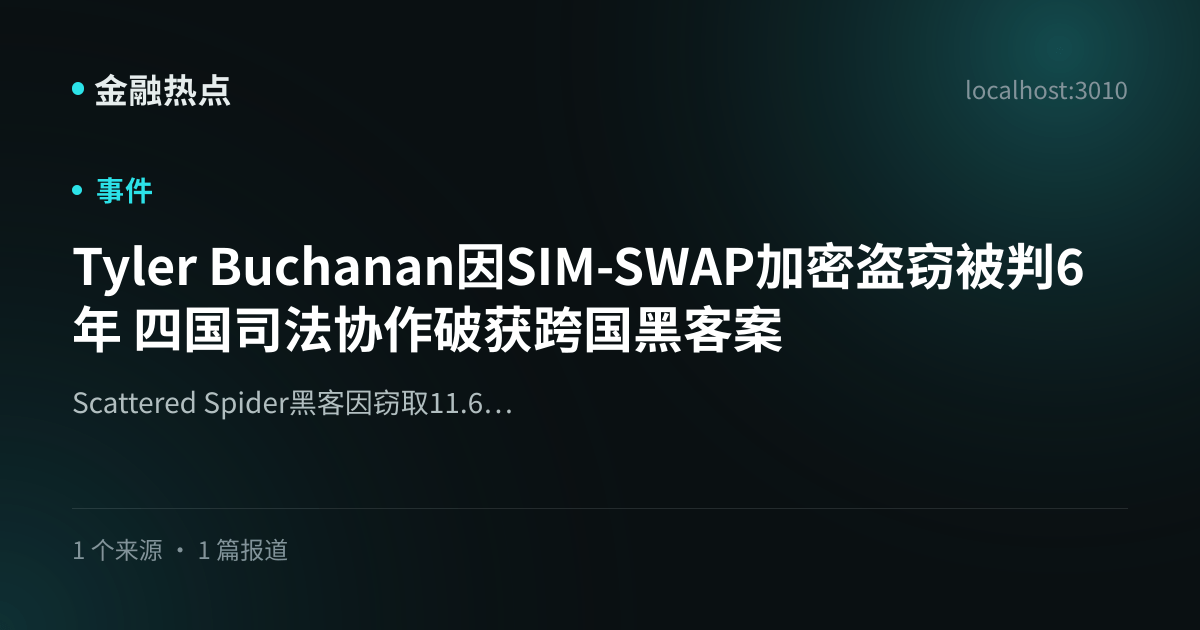 金融热点
localhost:3010
事件
Tyler Buchanan因SIM-SWAP加密盗窃被判6
年 四国司法协作破获跨国黑客案
Scattered Spider黑客因窃取11.6…
1 个来源 · 1 篇报道